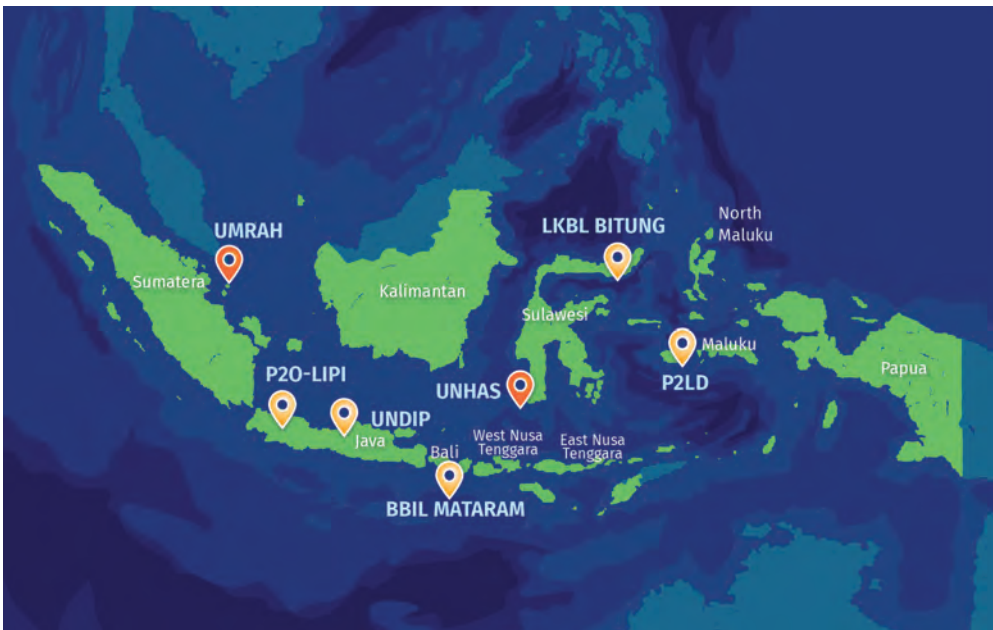 North
Maluku
UMRAH
LKBL BITUNG
Sumatera
Kalimantan
Sulawesi
Maluku
P2O-LIPI
UNHAS
P2LD
Papua
UNDIP
Java
Bali
West Nusa
Tenggara
East Nusa
Tenggara
BBIL MATARAM